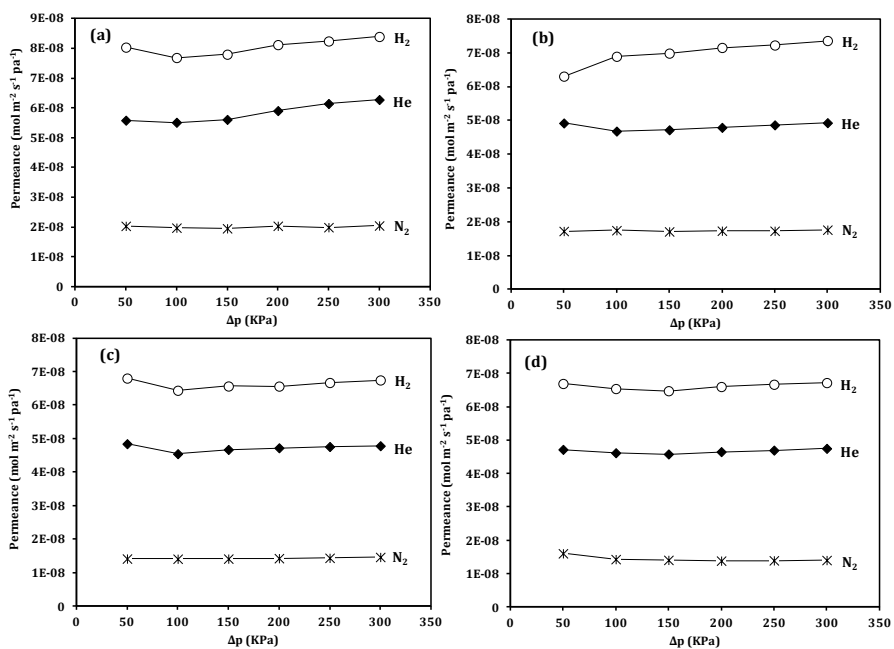 (a)
9E-08
8E-08
7E-08
6E-08
5E-08
4E-08
3E-08
2E-08
1E-08
0
0 50 100 150 200 250 300 350
Permeance (mol m⁻² s⁻¹ pa⁻¹)
Δp (KPa)
H₂
He
N₂
(b)
8E-08
7E-08
6E-08
5E-08
4E-08
3E-08
2E-08
1E-08
0
0 50 100 150 200 250 300 350
Permeance (mol m⁻² s⁻¹ pa⁻¹)
Δp (KPa)
H₂
He
N₂
(c)
8E-08
7E-08
6E-08
5E-08
4E-08
3E-08
2E-08
1E-08
0
0 50 100 150 200 250 300 350
Permeance (mol m⁻² s⁻¹ pa⁻¹)
Δp (KPa)
H₂
He
N₂
(d)
8E-08
7E-08
6E-08
5E-08
4E-08
3E-08
2E-08
1E-08
0
0 50 100 150 200 250 300 350
Permeance (mol m⁻² s⁻¹ pa⁻¹)
Δp (KPa)
H₂
He
N₂